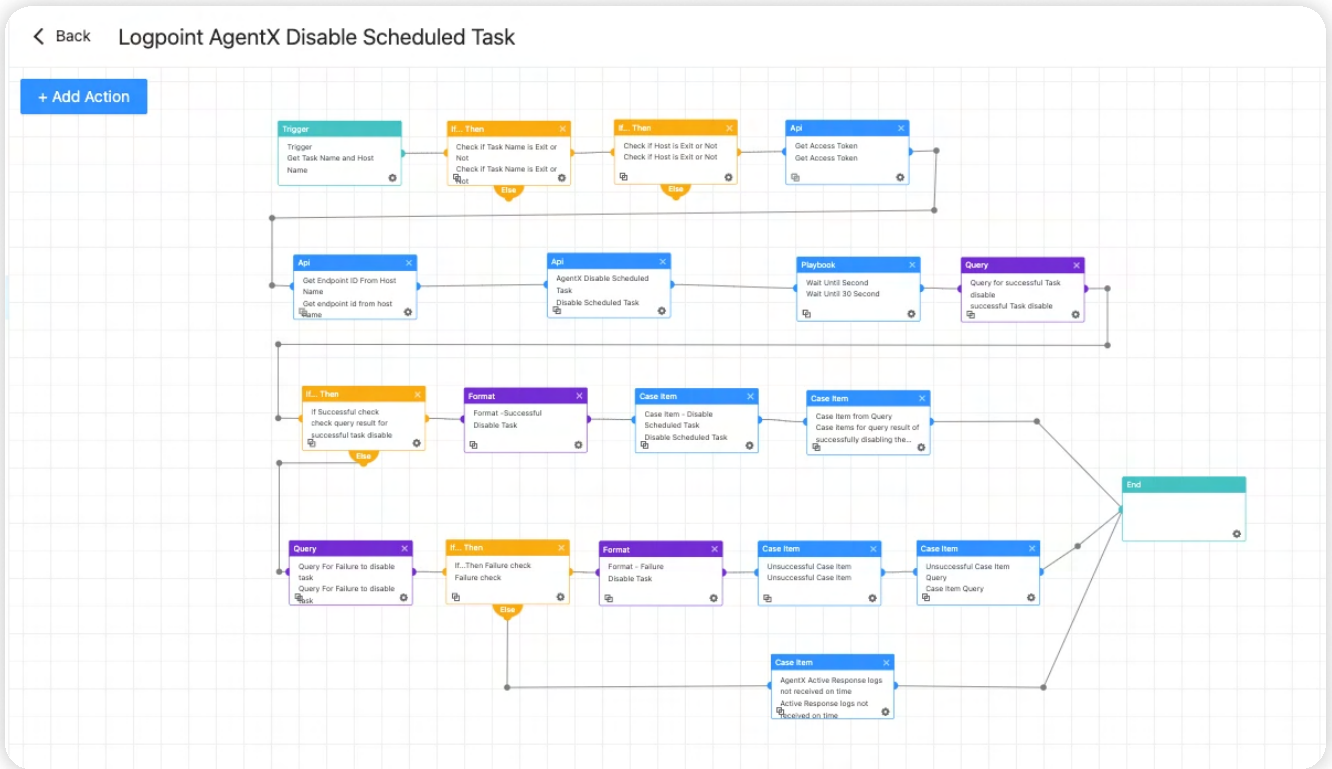 Back
Logpoint AgentX Disable Scheduled Task
+ Add Action
Trigger
Trigger
Get Task Name and Host
Name
If... Then
Check if Task Name is Exit or
Not
Check if Task Name is Exit or
Not
Else
If... Then
Check if Host is Exit or Not
Check if Host is Exit or Not
Else
Api
Get Access Token
Get Access Token
Api
Get Endpoint ID From Host
Name
Get endpoint id from host
name
Api
AgentX Disable Scheduled
Task
Disable Scheduled Task
Playbook
Wait Until Second
Wait Until 30 Second
Query
Query for successful Task
disable
successful Task disable
If... Then
If Successful check
check query result for
successful task disable
Else
Format
Format -Successful
Disable Task
Case Item
Case Item - Disable
Scheduled Task
Disable Scheduled Task
Case Item
Case Item from Query
Case items for query result of
successfully disabling the...
End
Query
Query For Failure to disable
task
Query For Failure to disable
task
If... Then
If...Then Failure check
Failure check
Else
Format
Format - Failure
Disable Task
Case Item
Unsuccessful Case Item
Unsuccessful Case Item
Case Item
Unsuccessful Case Item
Query
Case Item Query
Case Item
AgentX Active Response logs
not received on time
Active Response logs not
received on time